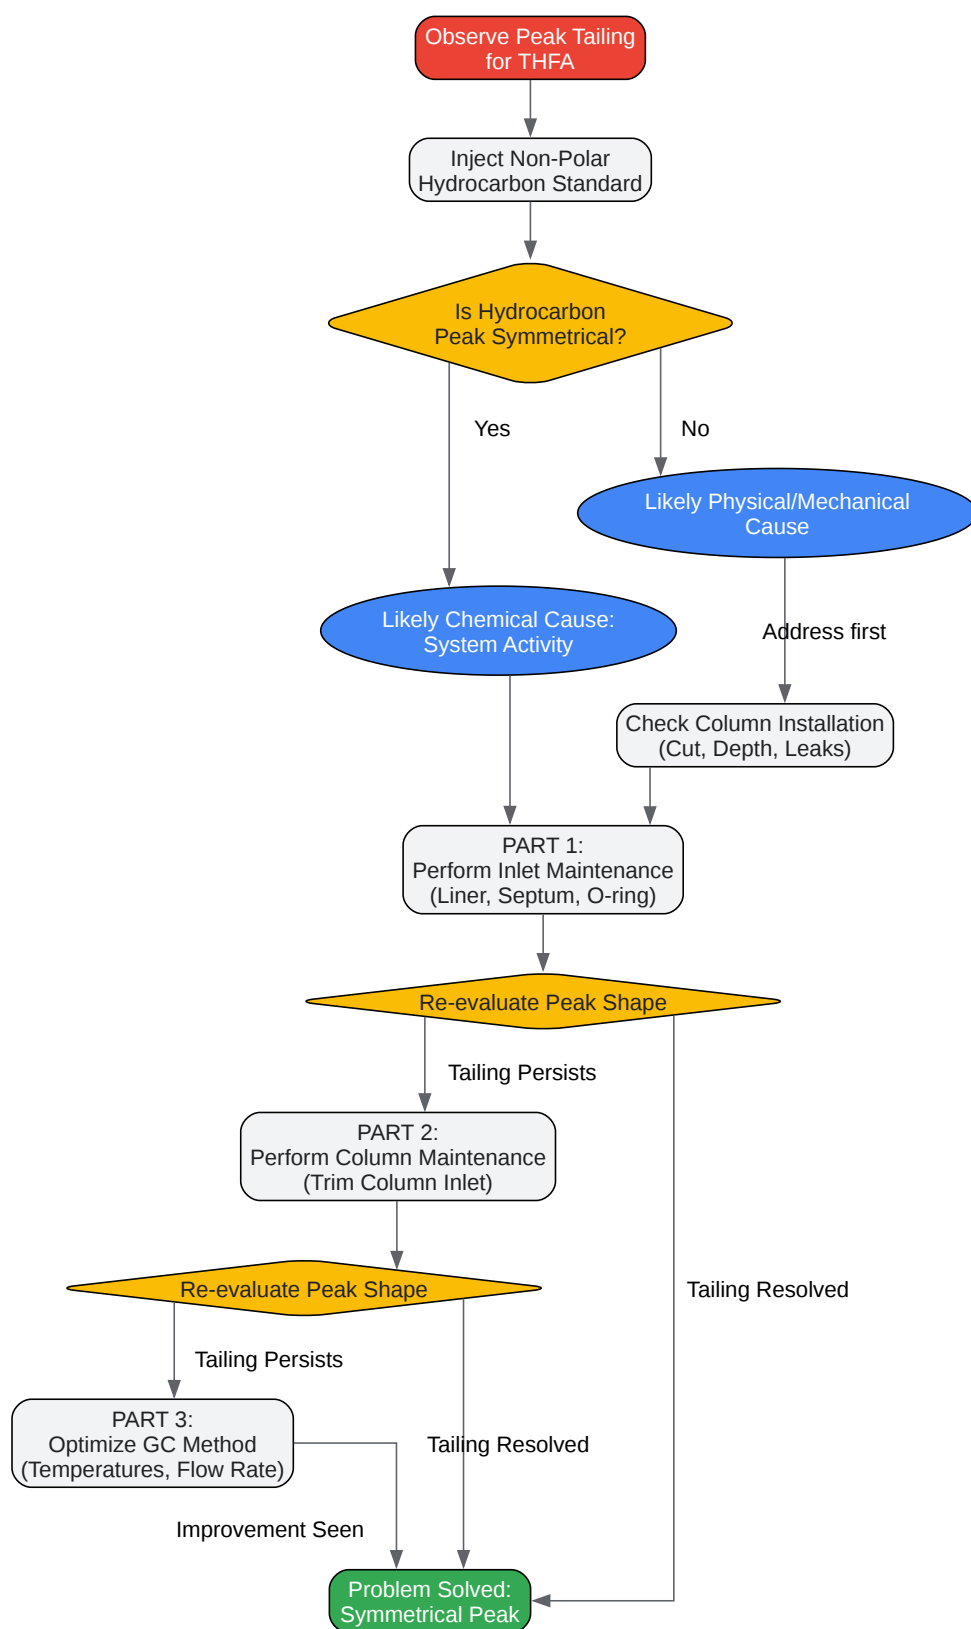 Observe Peak Tailing
for THFA
Inject Non-Polar
Hydrocarbon Standard
Is Hydrocarbon
Peak Symmetrical?
Yes
No
Likely Physical/Mechanical
Cause
Likely Chemical Cause:
System Activity
Address first
Check Column Installation
(Cut, Depth, Leaks)
PART 1:
Perform Inlet Maintenance
(Liner, Septum, O-ring)
Re-evaluate Peak Shape
Tailing Persists
PART 2:
Perform Column Maintenance
(Trim Column Inlet)
Re-evaluate Peak Shape
Tailing Resolved
Tailing Persists
PART 3:
Optimize GC Method
(Temperatures, Flow Rate)
Tailing Resolved
Improvement Seen
Problem Solved:
Symmetrical Peak